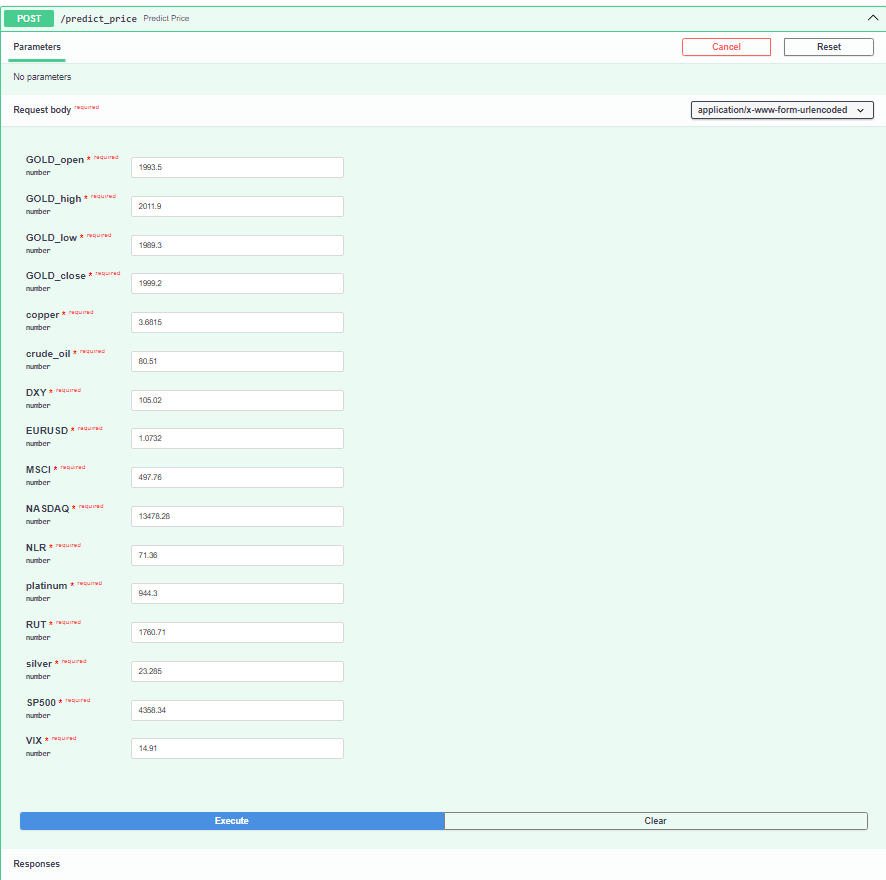 POST /predict_price Predict Price
Parameters
Cancel
Reset
No parameters
Request body required
application/x-www-form-urlencoded
GOLD_open * required
number
1993.5
GOLD_high * required
number
2011.9
GOLD_low * required
number
1989.3
GOLD_close * required
number
1999.2
copper * required
number
3.6815
crude_oil * required
number
80.51
DXY * required
number
105.02
EURUSD * required
number
1.0732
MSCI * required
number
497.76
NASDAQ * required
number
13478.28
NLR * required
number
71.36
platinum * required
number
944.3
RUT * required
number
1760.71
silver * required
number
23.285
SP500 * required
number
4358.34
VIX * required
number
14.91
Execute
Clear
Responses